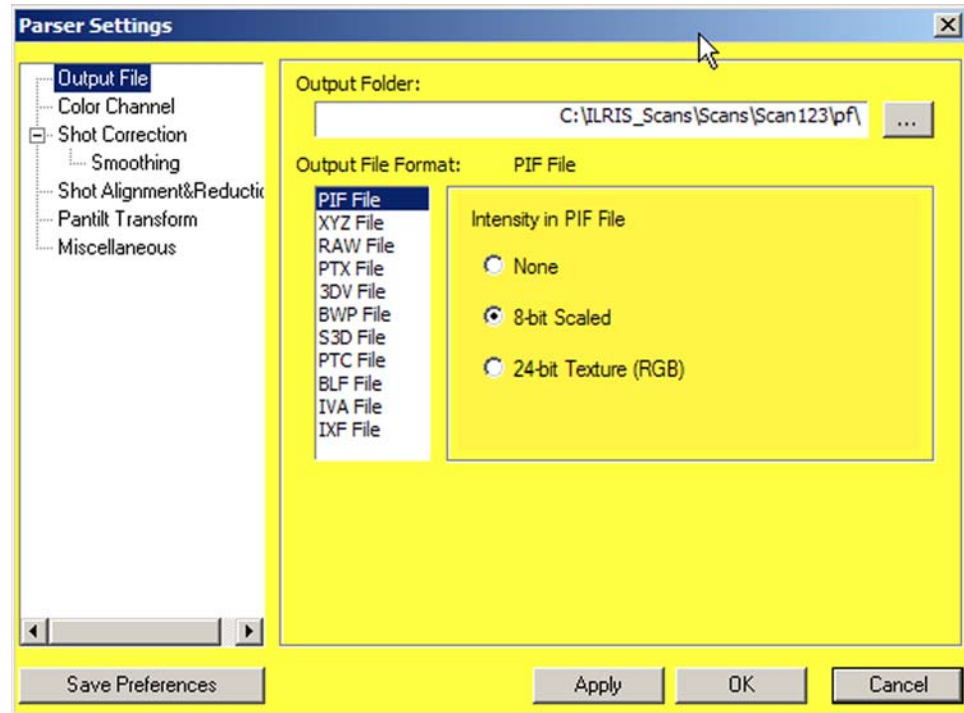 Parser Settings
Output File
Color Channel
Shot Correction
Smoothing
Shot Alignment&Reductic
Pantilt Transform
Miscellaneous
Output Folder:
C:\ILRIS_Scans\Scans\Scan123\pf\
...
Output File Format: PIF File
PIF File
XYZ File
RAW File
PTX File
3DV File
BWP File
S3D File
PTC File
BLF File
IVA File
IXF File
Intensity in PIF File
None
8-bit Scaled
24-bit Texture (RGB)
Save Preferences
Apply
OK
Cancel